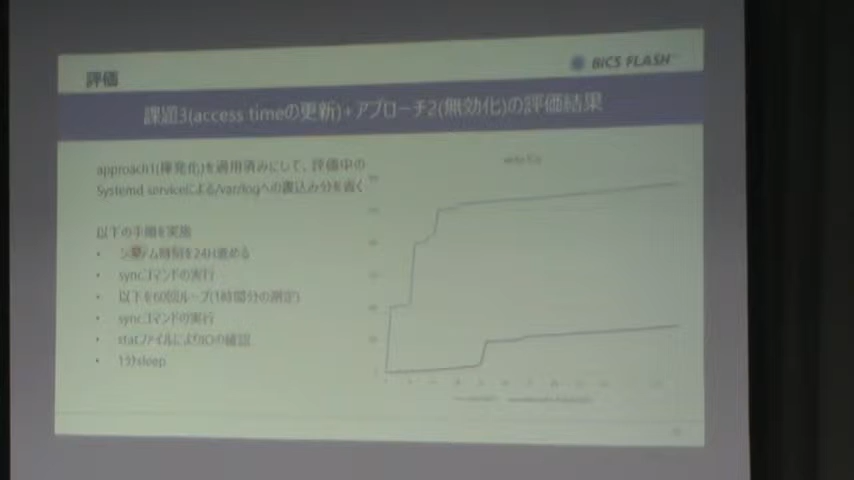 評価
BiCS FLASH™
課題3(access timeの更新)+アプローチ2(無効化)の評価結果
approach1(揮発化)を適用済みにして、評価中の
Systemd serviceによる/var/logへの書込み分を省く
以下の手順を実施
• システム時刻を24H進める
• syncコマンドの実行
• 以下を60回ループ(1時間分の測定)
• syncコマンドの実行
• statファイルによりIOの確認
• 1分sleep